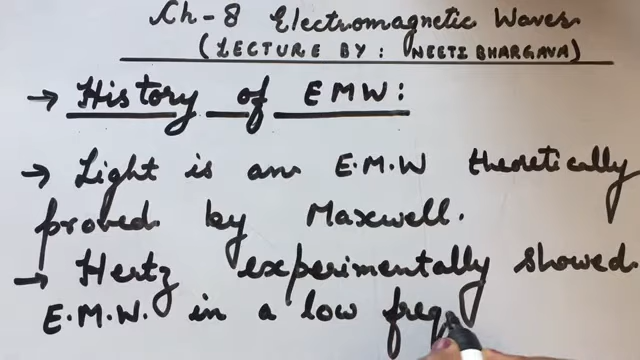 Ch-8 Electromagnetic Waves
(LECTURE BY: NEETI BHARGAVA)
→ History of EMW:
→ Light is an E.M.W theoretically
proved by Maxwell.
→ Hertz experimentally showed
E.M.W. in a low freq